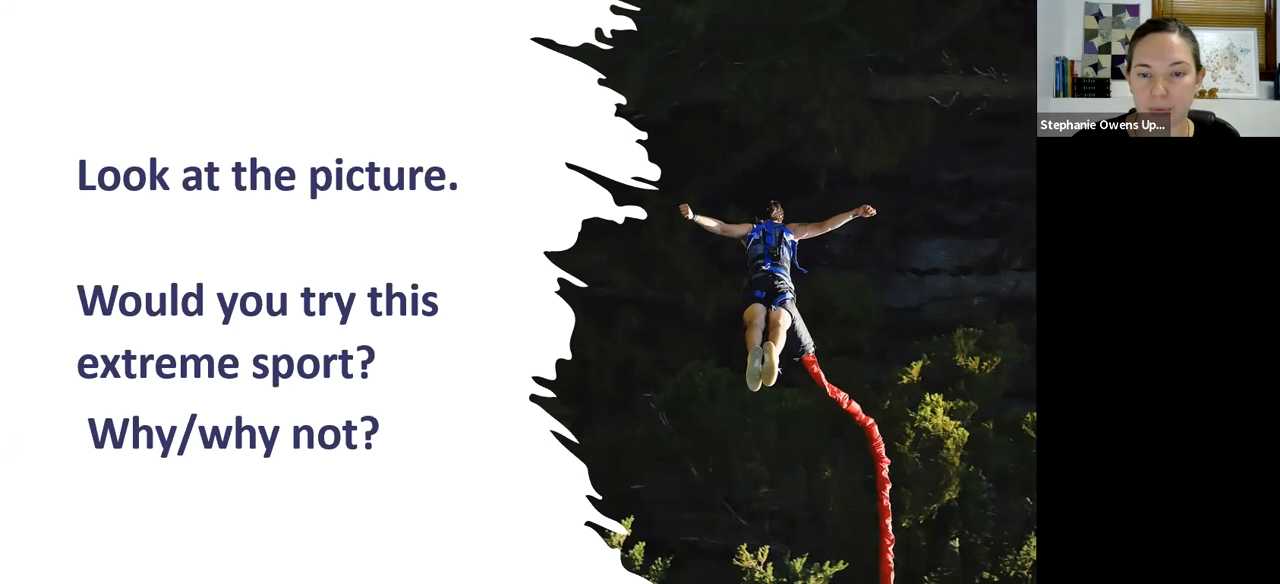 Look at the picture.
Would you try this
extreme sport?
Why/why not?
Stephanie Owens Up...